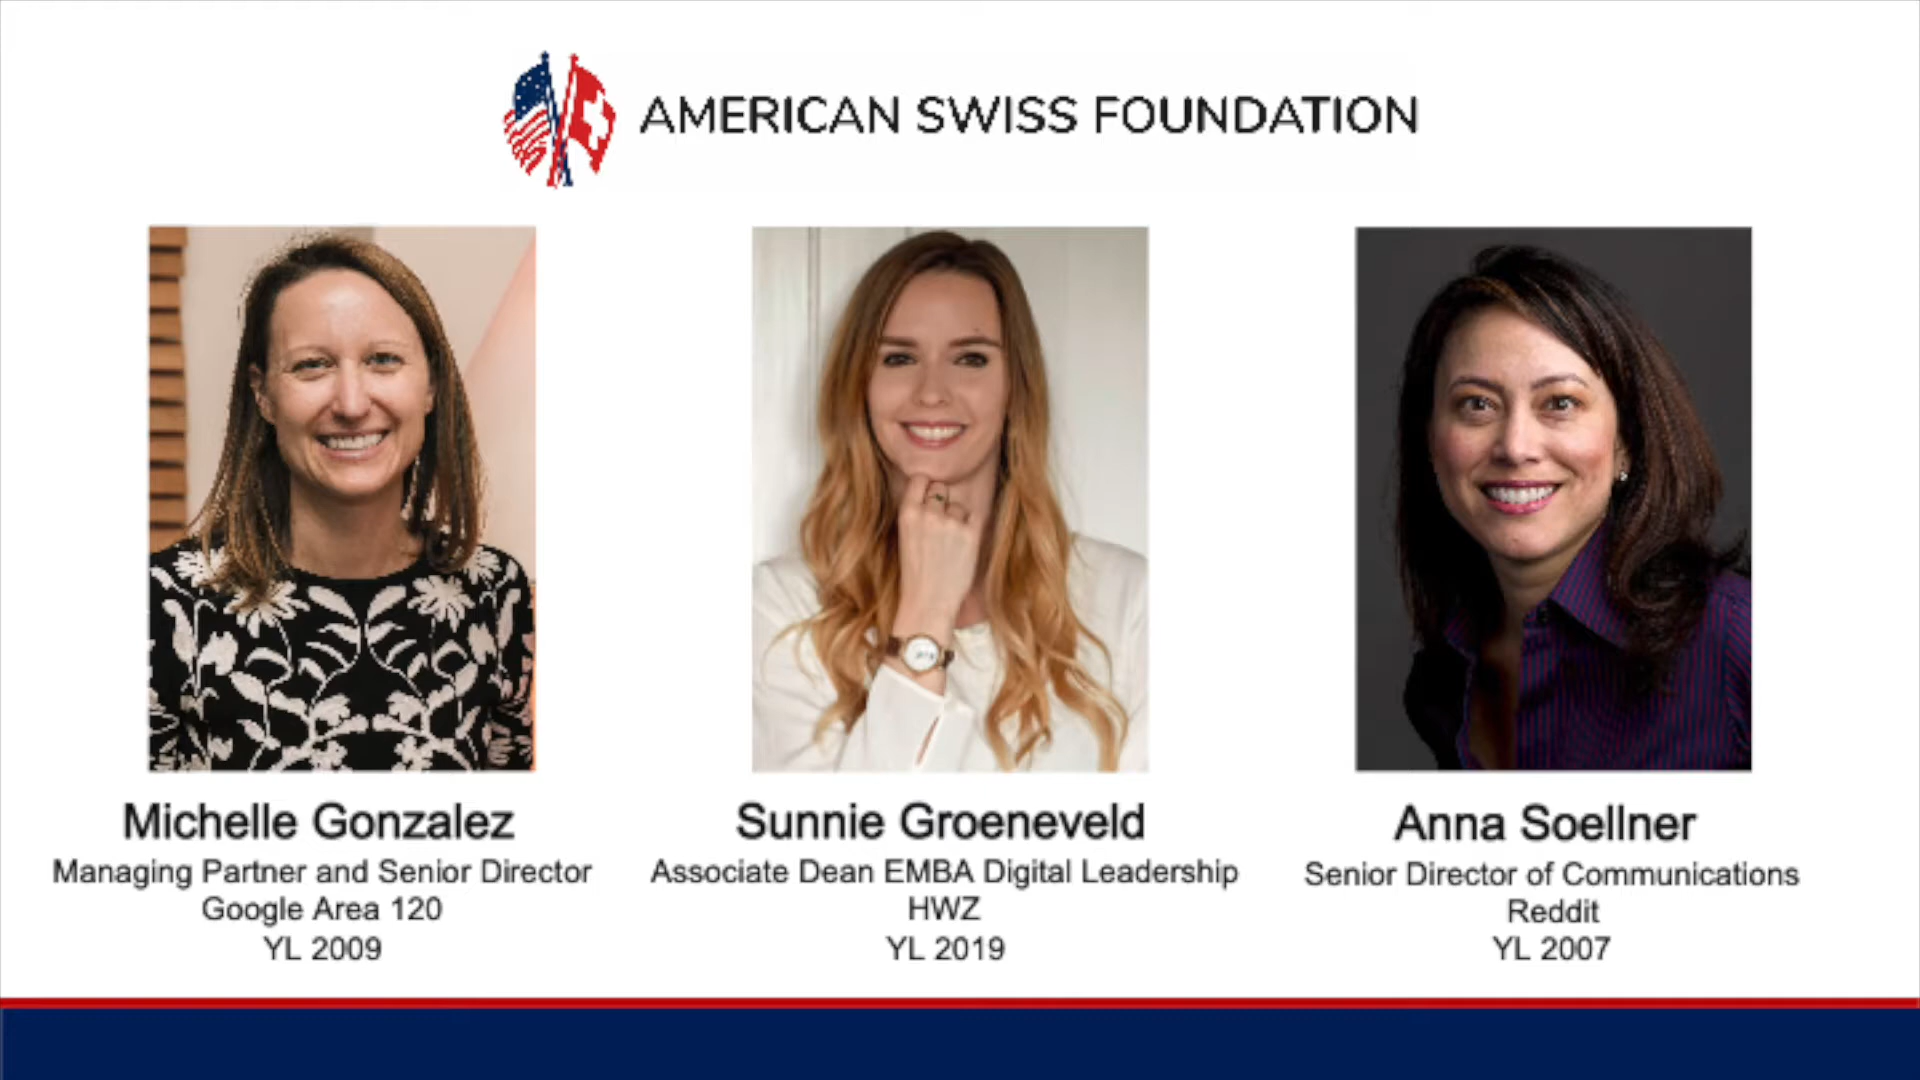 AMERICAN SWISS FOUNDATION
Michelle Gonzalez
Managing Partner and Senior Director
Google Area 120
YL 2009
Sunnie Groeneveld
Associate Dean EMBA Digital Leadership
HWZ
YL 2019
Anna Soellner
Senior Director of Communications
Reddit
YL 2007